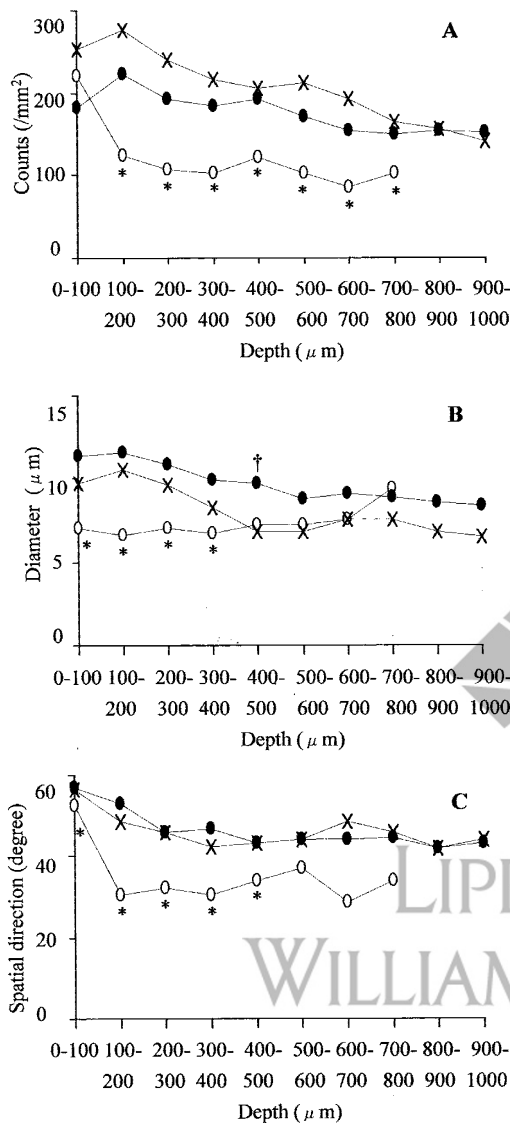 A
300
200
100
0
Counts (/mm²)
0-100 100- 200- 300- 400- 500- 600- 700- 800- 900-
200 300 400 500 600 700 800 900 1000
Depth ( μ m)
* * * * * * *
B
15
10
5
0
Diameter ( μ m)
†
* * * *
0-100 100- 200- 300- 400- 500- 600- 700- 800- 900-
200 300 400 500 600 700 800 900 1000
Depth ( μ m)
C
60
40
20
0
Spatial direction (degree)
* * * * *
LIPI
WILLIAM
0-100 100- 200- 300- 400- 500- 600- 700- 800- 900-
200 300 400 500 600 700 800 900 1000
Depth ( μ m)